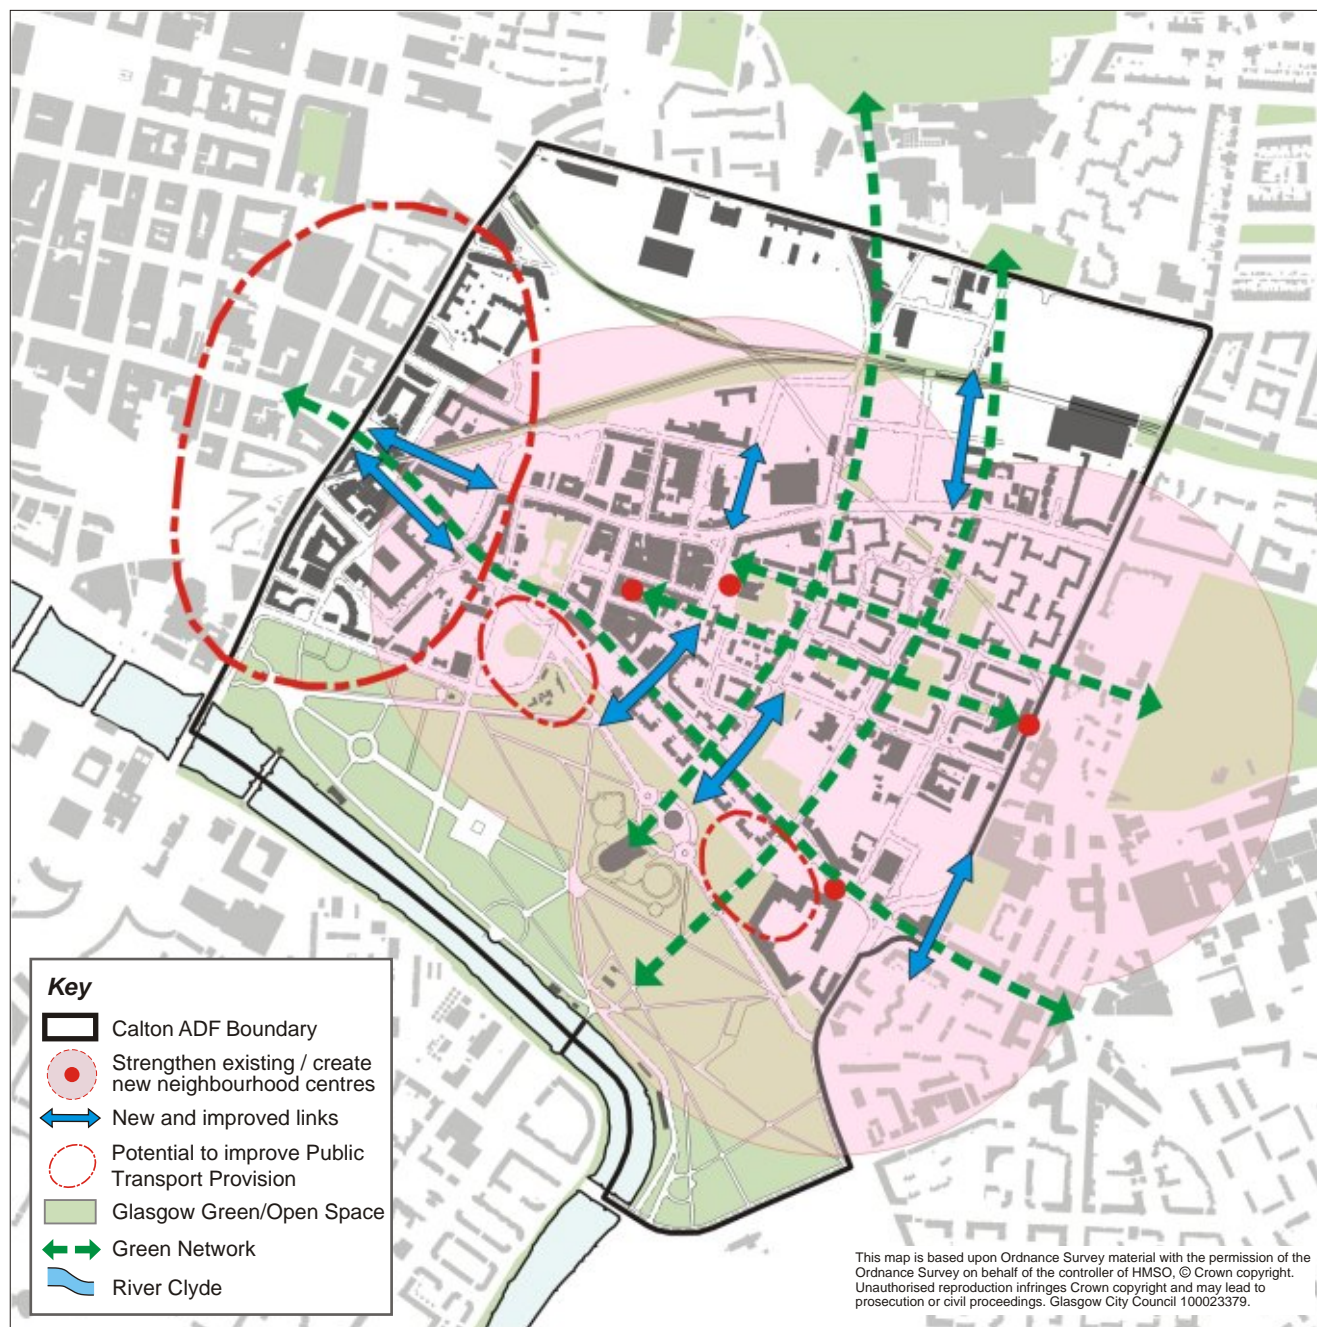 Key
Calton ADF Boundary
Strengthen existing / create
new neighbourhood centres
New and improved links
Potential to improve Public
Transport Provision
Glasgow Green/Open Space
Green Network
River Clyde
This map is based upon Ordnance Survey material with the permission of the
Ordnance Survey on behalf of the controller of HMSO, © Crown copyright.
Unauthorised reproduction infringes Crown copyright and may lead to
prosecution or civil proceedings. Glasgow City Council 100023379.